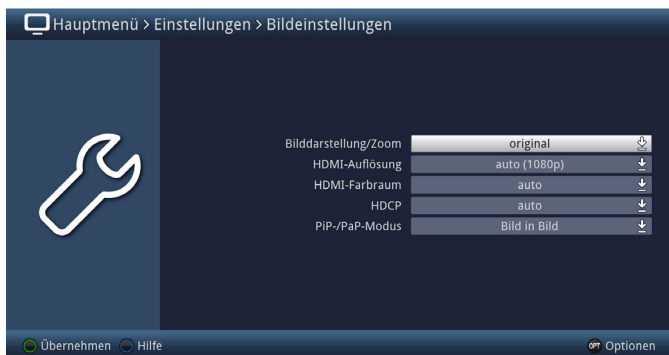 Hauptmenü > Einstellungen > Bildeinstellungen
Bilddarstellung/Zoom original
HDMI-Auflösung auto (1080p)
HDMI-Farbraum auto
HDCP auto
PiP-/PaP-Modus Bild in Bild
Übernehmen Hilfe OPT Optionen